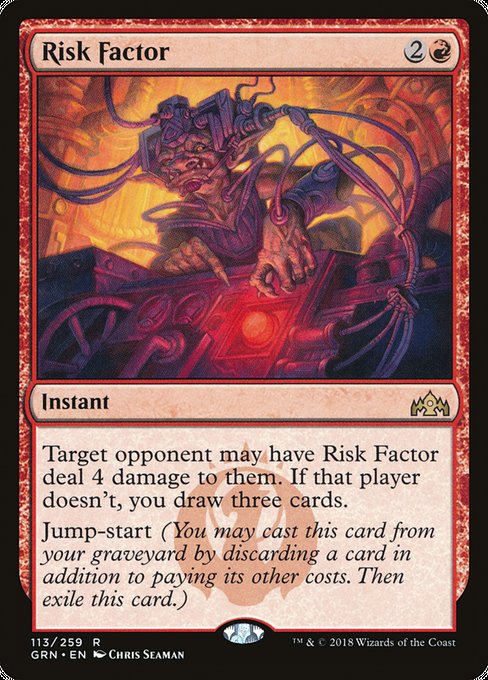 Risk Factor 2
Instant
Target opponent may have Risk Factor
deal 4 damage to them. If that player
doesn't, you draw three cards.
Jump-start (You may cast this card from
your graveyard by discarding a card in
addition to paying its other costs. Then
exile this card.)
113/259 R
GRN • EN Chris Seaman
™ & © 2018 Wizards of the Coast